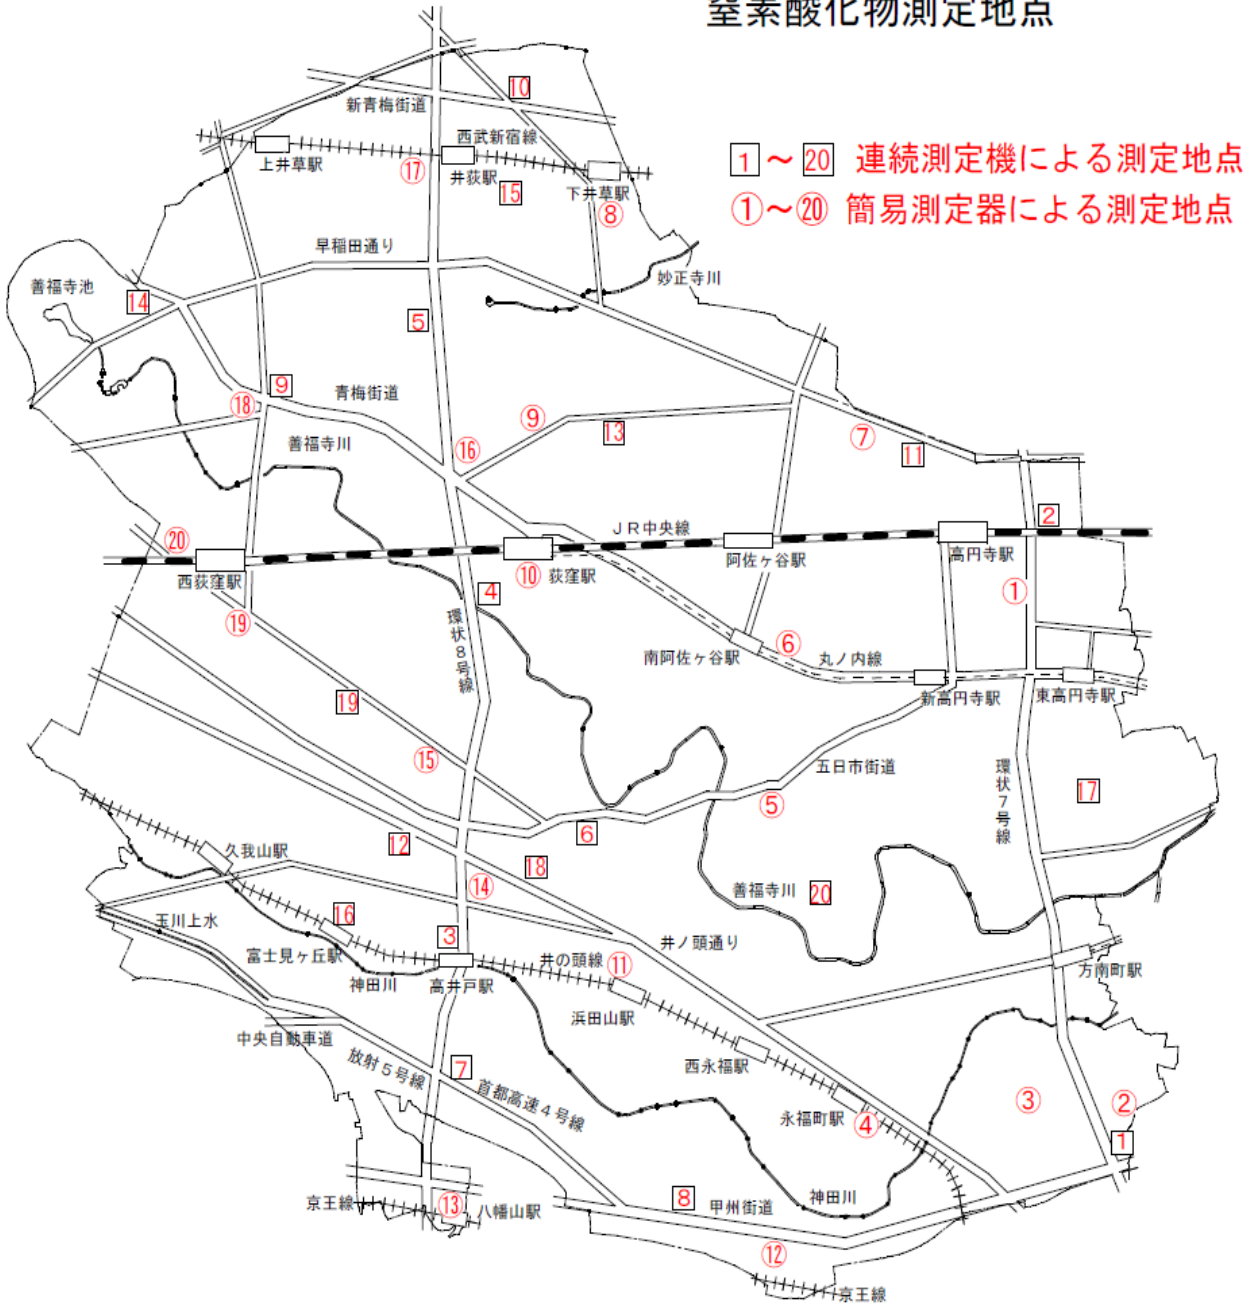 窒素酸化物測定地点
10
新青梅街道
西武新宿線
1 ～ 20 連続測定機による測定地点
上井草駅
⑰
井荻駅
15
下井草駅
①～⑳ 簡易測定器による測定地点
⑧
早稲田通り
善福寺池
妙正寺川
14
5
9
青梅街道
⑱
⑨
13
⑦
善福寺川
⑯
11
2
JR中央線
⑳
西荻窪駅
⑩
荻窪駅
阿佐ヶ谷駅
高円寺駅
4
①
⑲
環状8号線
南阿佐ヶ谷駅
⑥
丸ノ内線
新高円寺駅
東高円寺駅
19
⑮
五日市街道
環状7号線
⑤
17
6
12
久我山駅
18
⑭
善福寺川
20
16
玉川上水
3
井ノ頭通り
富士見ヶ丘駅
井の頭線
⑪
神田川
高井戸駅
方南町駅
浜田山駅
中央自動車道
放射5号線
7
首都高速4号線
西永福駅
③
②
永福町駅
④
1
京王線
⑬
八幡山駅
8
甲州街道
神田川
⑫
京王線